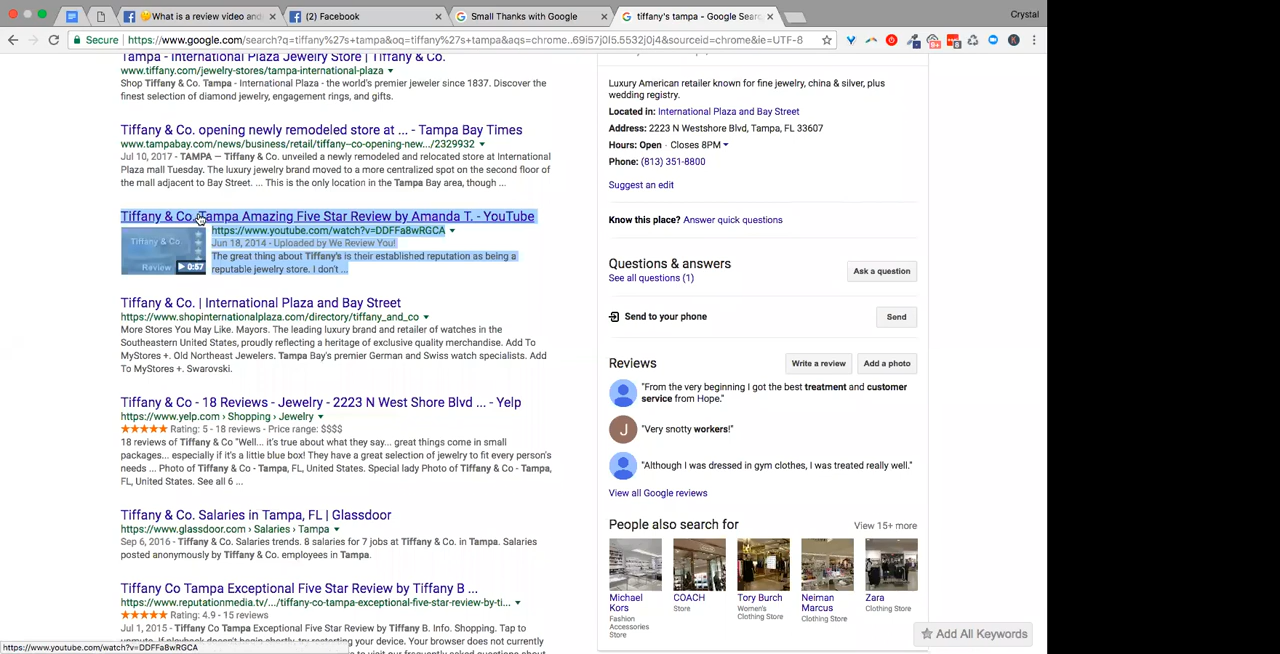 What is a review video and
(2) Facebook
Small Thanks with Google
tiffany's tampa - Google Sear
Crystal
Secure
https://www.google.com/search?q=tiffany%27s+tampa&oq=tiffany%27s+tampa&aqs=chrome..69i57j0l5.5532j0j4&sourceid=chrome&ie=UTF-8
Tampa - International Plaza Jewelry Store | Tiffany & Co.
www.tiffany.com/jewelry-stores/tampa-international-plaza
Shop Tiffany & Co. Tampa - International Plaza - the world's premier jeweler since 1837. Discover the
finest selection of diamond jewelry, engagement rings, and gifts.
Tiffany & Co. opening newly remodeled store at ... - Tampa Bay Times
www.tampabay.com/news/business/retail/tiffany--co-opening-new.../2329932
Jul 10, 2017 - TAMPA — Tiffany & Co. unveiled a newly remodeled and relocated store at International
Plaza mall Tuesday. The luxury jewelry brand moved to a more centralized spot on the second floor of
the mall adjacent to Bay Street. ... This is the only location in the Tampa Bay area, though ...
Tiffany & Co. Tampa Amazing Five Star Review by Amanda T. - YouTube
https://www.youtube.com/watch?v=DDFFa8wRGCA
Tiffany & Co.
Review
0:57
Jun 18, 2014 - Uploaded by We Review You!
The great thing about Tiffany's is their established reputation as being a
reputable jewelry store. I don't ...
Tiffany & Co. | International Plaza and Bay Street
https://www.shopinternationalplaza.com/directory/tiffany_and_co
More Stores You May Like. Mayors. The leading luxury brand and retailer of watches in the
Southeastern United States, proudly reflecting a heritage of exclusive quality merchandise. Add To
MyStores +. Old Northeast Jewelers. Tampa Bay's premier German and Swiss watch specialists. Add
To MyStores +. Swarovski.
Tiffany & Co - 18 Reviews - Jewelry - 2223 N West Shore Blvd ... - Yelp
https://www.yelp.com › Shopping › Jewelry
Rating: 5 - 18 reviews - Price range: $$$$
18 reviews of Tiffany & Co "Well... it's true about what they say... great things come in small
packages... especially if it's a little blue box! They have a great selection of jewelry to fit every person's
needs ... Photo of Tiffany & Co - Tampa, FL, United States. Special lady Photo of Tiffany & Co - Tampa,
FL, United States. See all 6 ...
Tiffany & Co. Salaries in Tampa, FL | Glassdoor
https://www.glassdoor.com › Salaries › Tampa
Sep 6, 2016 - Tiffany & Co. Salaries trends. 8 salaries for 7 jobs at Tiffany & Co. in Tampa. Salaries
posted anonymously by Tiffany & Co. employees in Tampa.
Tiffany Co Tampa Exceptional Five Star Review by Tiffany B ...
https://www.reputationmedia.tv/.../tiffany-co-tampa-exceptional-five-star-review-by-ti...
Rating: 4.9 - 15 reviews
Jul 1, 2015 - Tiffany Co Tampa Exceptional Five Star Review by Tiffany B. Info. Shopping. Tap to
unmute. If playback doesn't begin shortly, try restarting your device. Your browser does not currently
to visit our frequently asked questions about
https://www.youtube.com/watch?v=DDFFa8wRGCA
Luxury American retailer known for fine jewelry, china & silver, plus
wedding registry.
Located in: International Plaza and Bay Street
Address: 2223 N Westshore Blvd, Tampa, FL 33607
Hours: Open · Closes 8PM
Phone: (813) 351-8800
Suggest an edit
Know this place? Answer quick questions
Questions & answers
See all questions (1)
Ask a question
Send to your phone
Send
Reviews
Write a review
Add a photo
"From the very beginning I got the best treatment and customer
service from Hope."
J
"Very snotty workers!"
"Although I was dressed in gym clothes, I was treated really well."
View all Google reviews
People also search for
View 15+ more
Michael
Kors
Fashion
Accessories
Store
COACH
Store
Tory Burch
Women's
Clothing Store
Neiman
Marcus
Clothing Store
Zara
Clothing Store
Add All Keywords